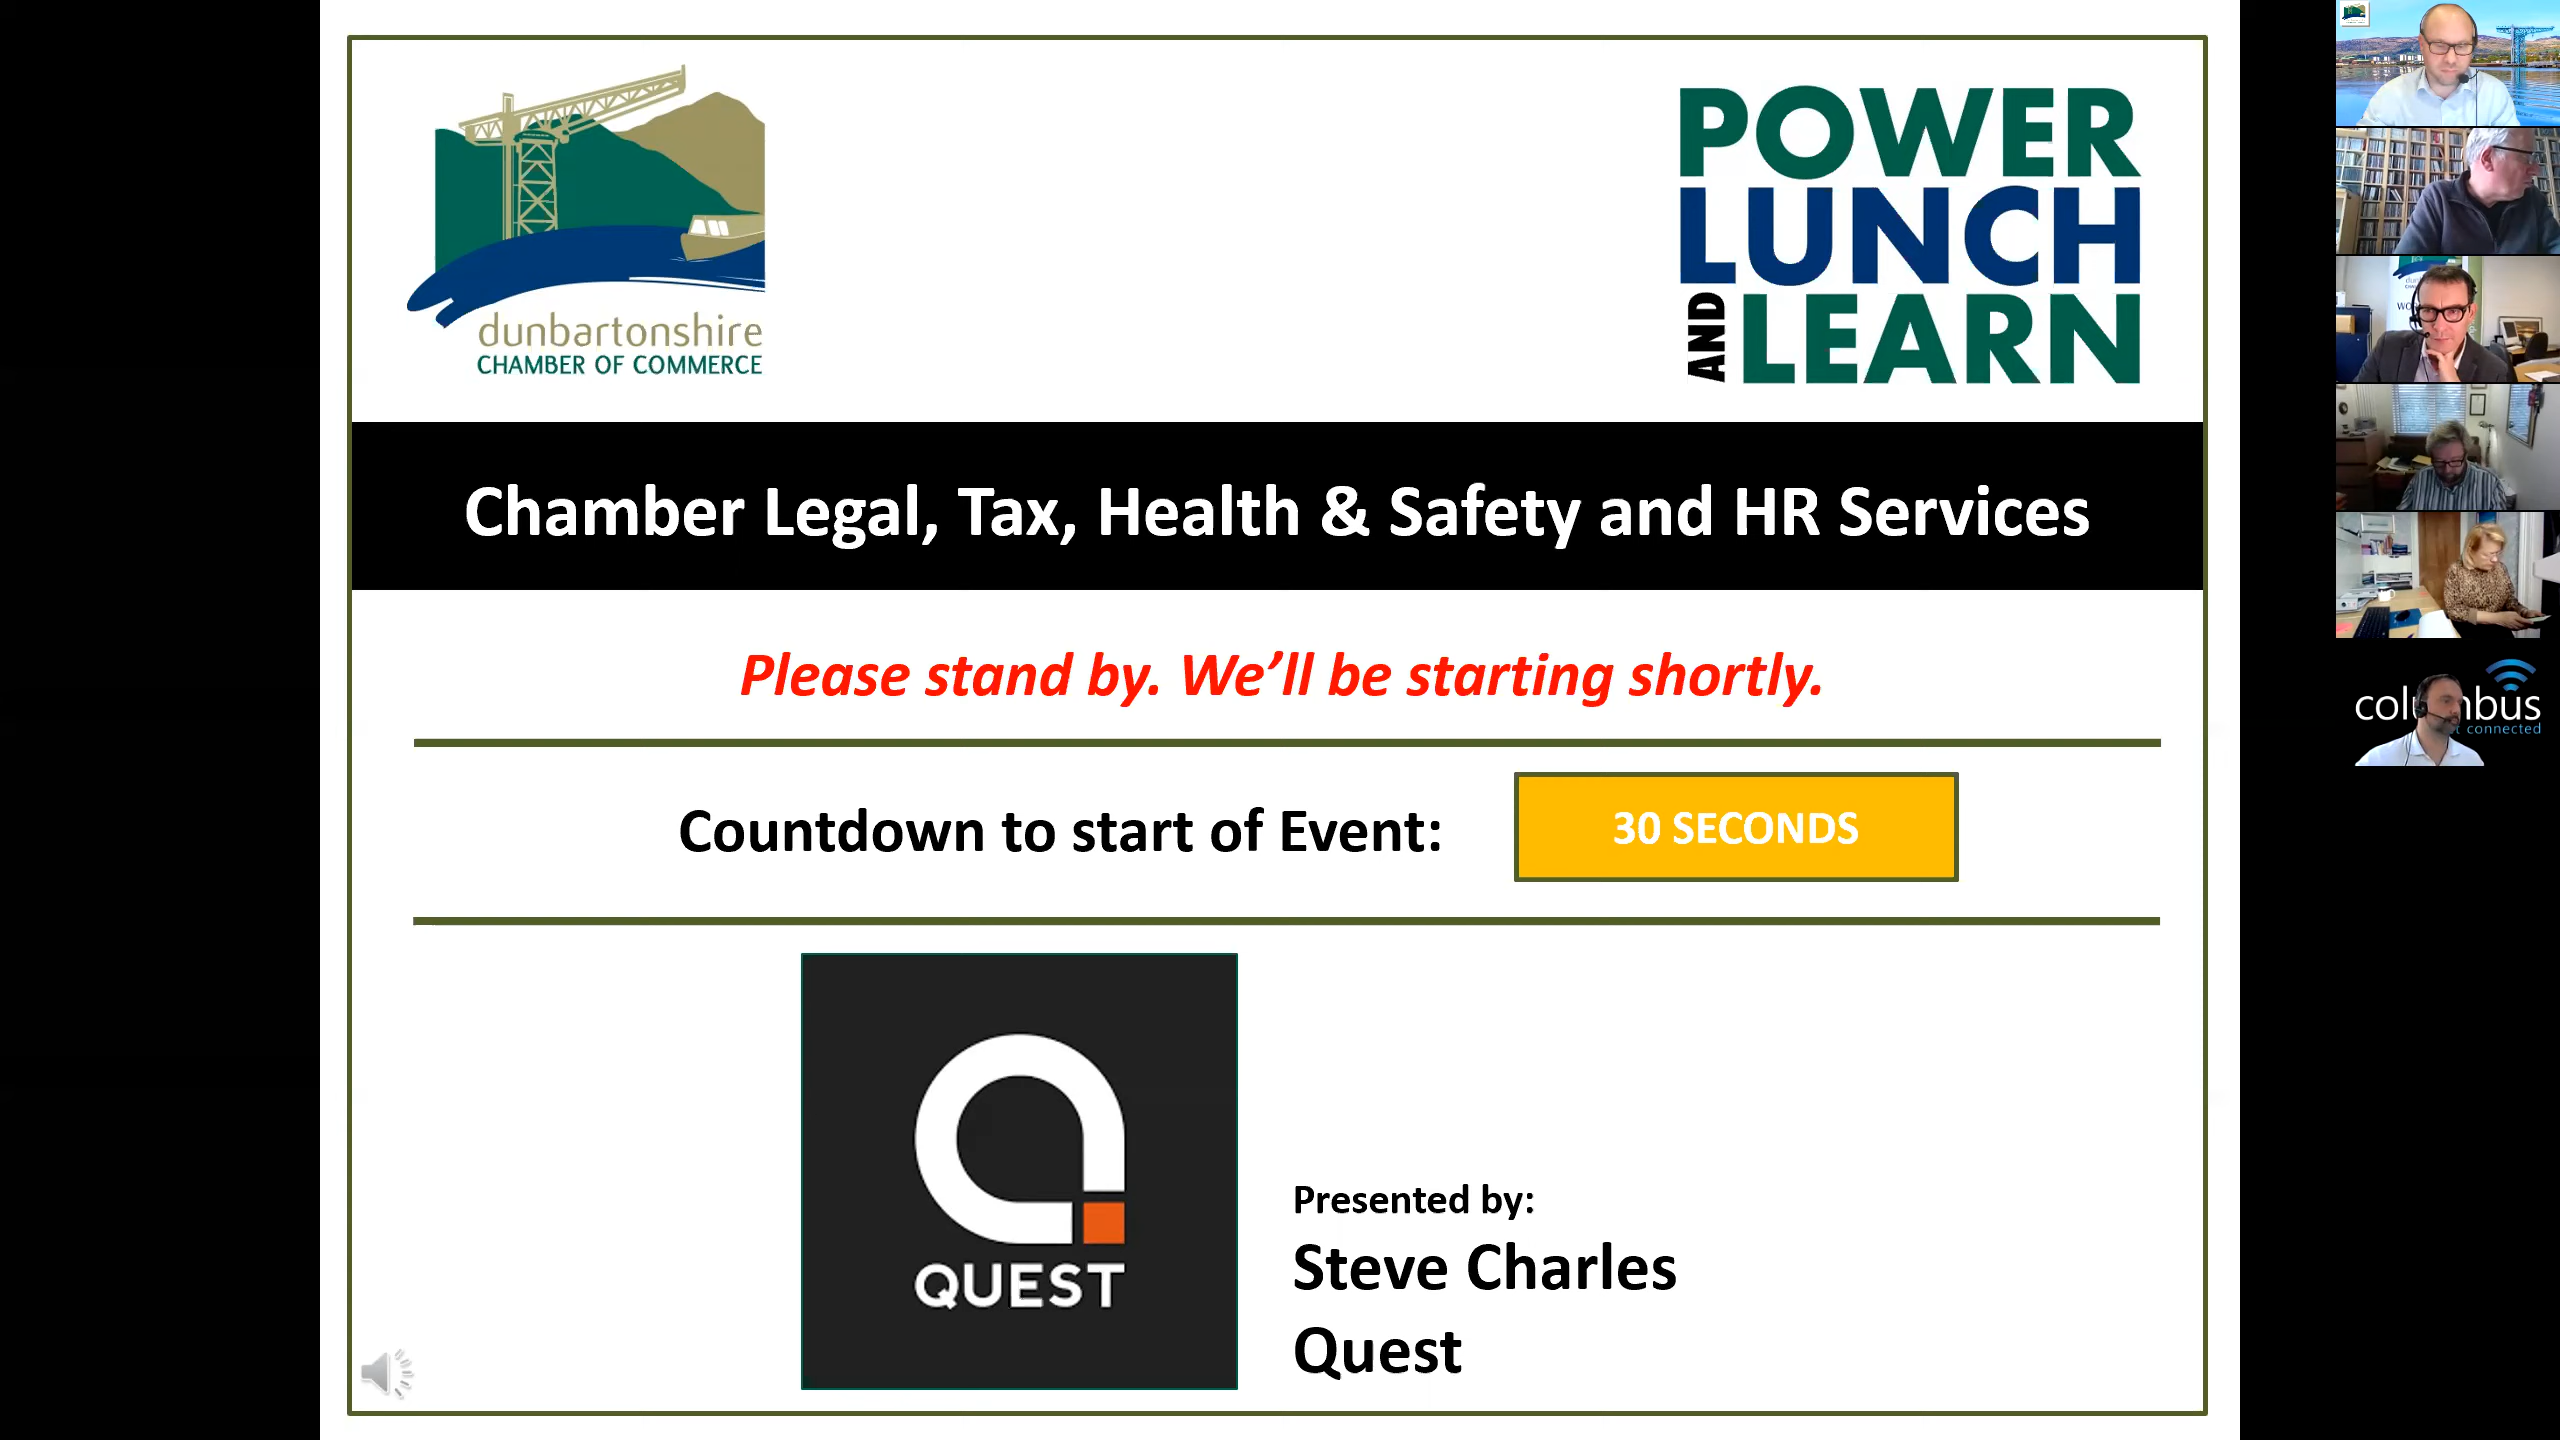 dunbartonshire
CHAMBER OF COMMERCE
POWER
LUNCH
AND LEARN
Chamber Legal, Tax, Health & Safety and HR Services
Please stand by. We’ll be starting shortly.
Countdown to start of Event:
30 SECONDS
QUEST
Presented by:
Steve Charles
Quest
connected